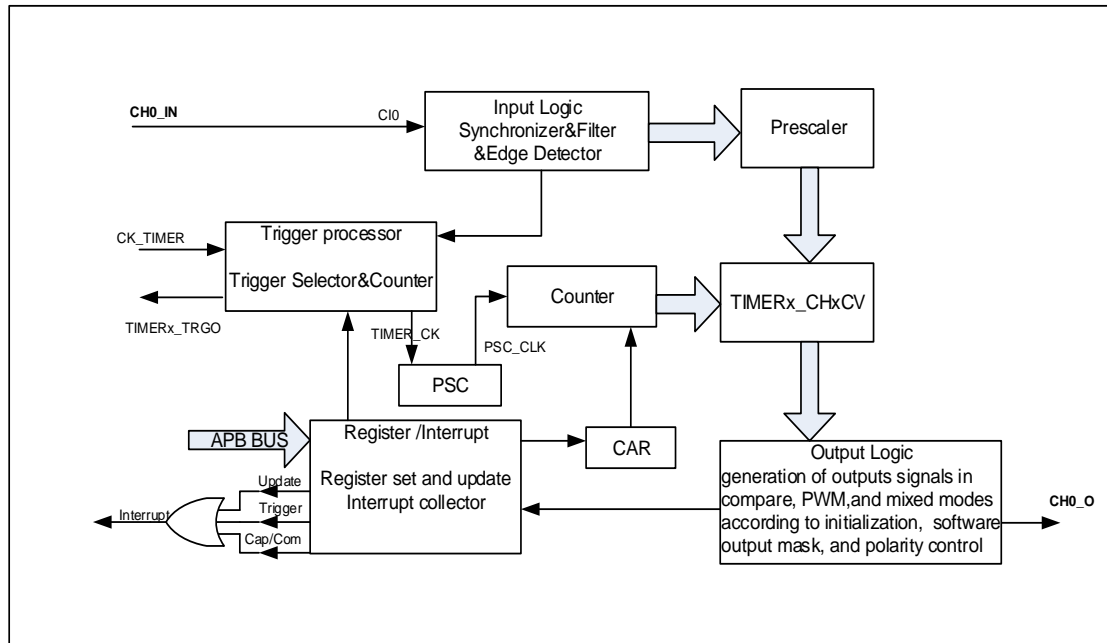 CH0_IN
CI0
Input Logic
Synchronizer&Filter
&Edge Detector
Prescaler
CK_TIMER
Trigger processor
Trigger Selector&Counter
TIMERx_TRGO
TIMER_CK
PSC_CLK
Counter
TIMERx_CHxCV
PSC
APB BUS
Register /Interrupt
Register set and update
Interrupt collector
CAR
Update
Trigger
Cap/Com
Interrupt
Output Logic
generation of outputs signals in
compare, PWM,and mixed modes
according to initialization, software
output mask, and polarity control
CH0_O